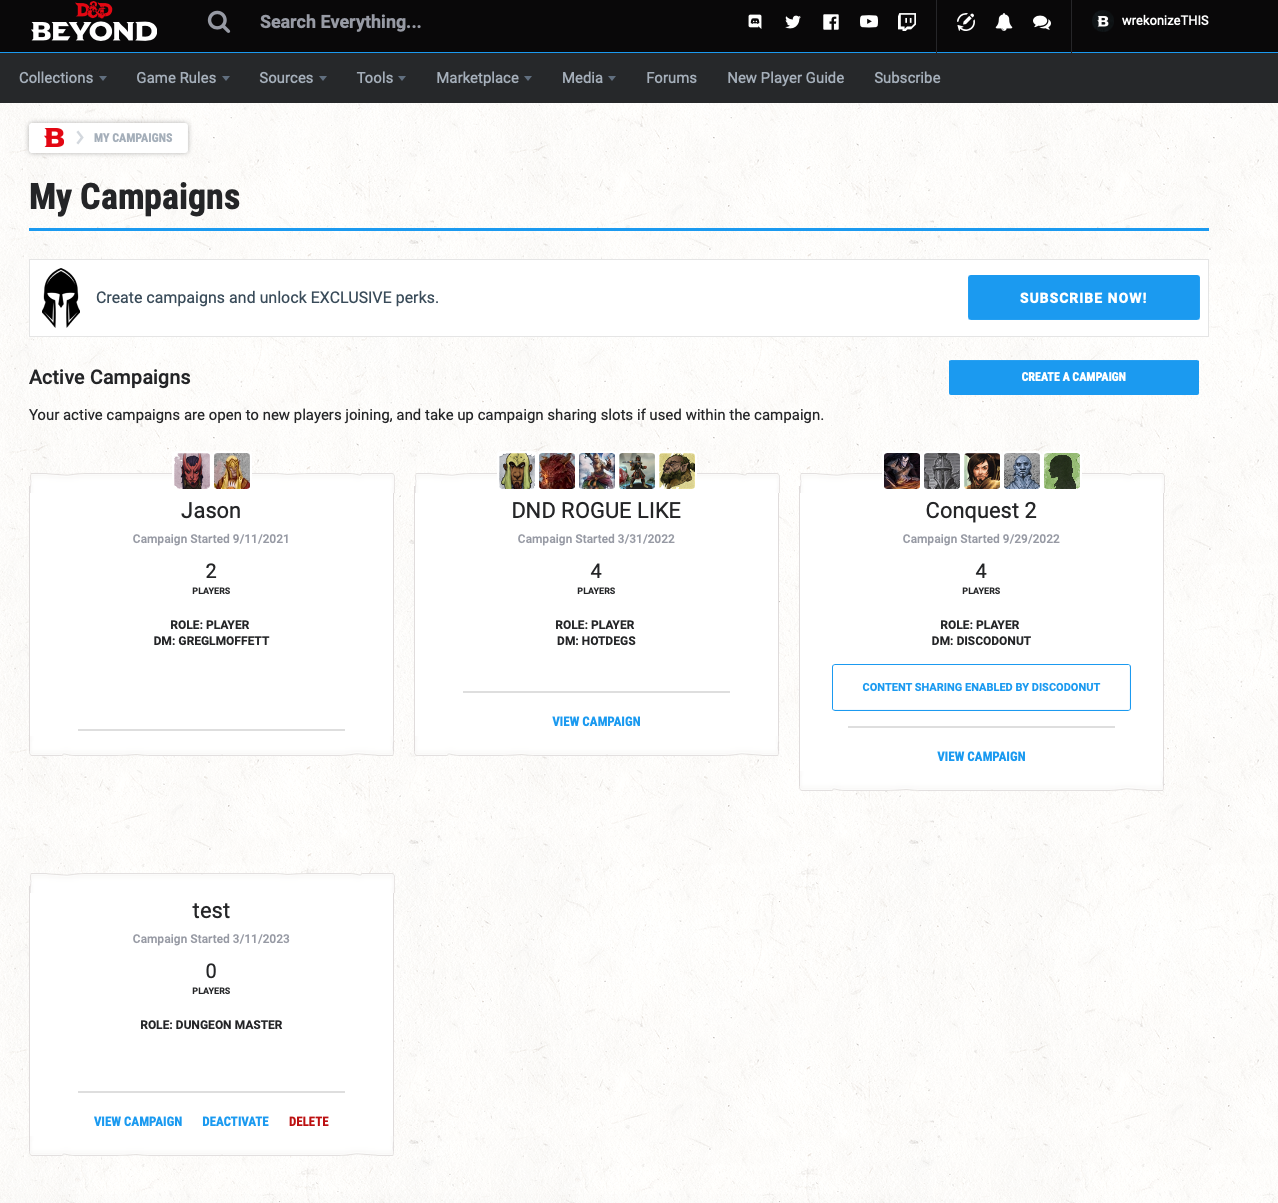 D&D
BEYOND
Search Everything...
wrekonizeTHIS
Collections
Game Rules
Sources
Tools
Marketplace
Media
Forums
New Player Guide
Subscribe
MY CAMPAIGNS
My Campaigns
Create campaigns and unlock EXCLUSIVE perks.
SUBSCRIBE NOW!
Active Campaigns
CREATE A CAMPAIGN
Your active campaigns are open to new players joining, and take up campaign sharing slots if used within the campaign.
Jason
Campaign Started 9/11/2021
2
PLAYERS
ROLE: PLAYER
DM: GREGLMOFFETT
DND ROGUE LIKE
Campaign Started 3/31/2022
4
PLAYERS
ROLE: PLAYER
DM: HOTDEGS
VIEW CAMPAIGN
Conquest 2
Campaign Started 9/29/2022
4
PLAYERS
ROLE: PLAYER
DM: DISCODONUT
CONTENT SHARING ENABLED BY DISCODONUT
VIEW CAMPAIGN
test
Campaign Started 3/11/2023
0
PLAYERS
ROLE: DUNGEON MASTER
VIEW CAMPAIGN
DEACTIVATE
DELETE